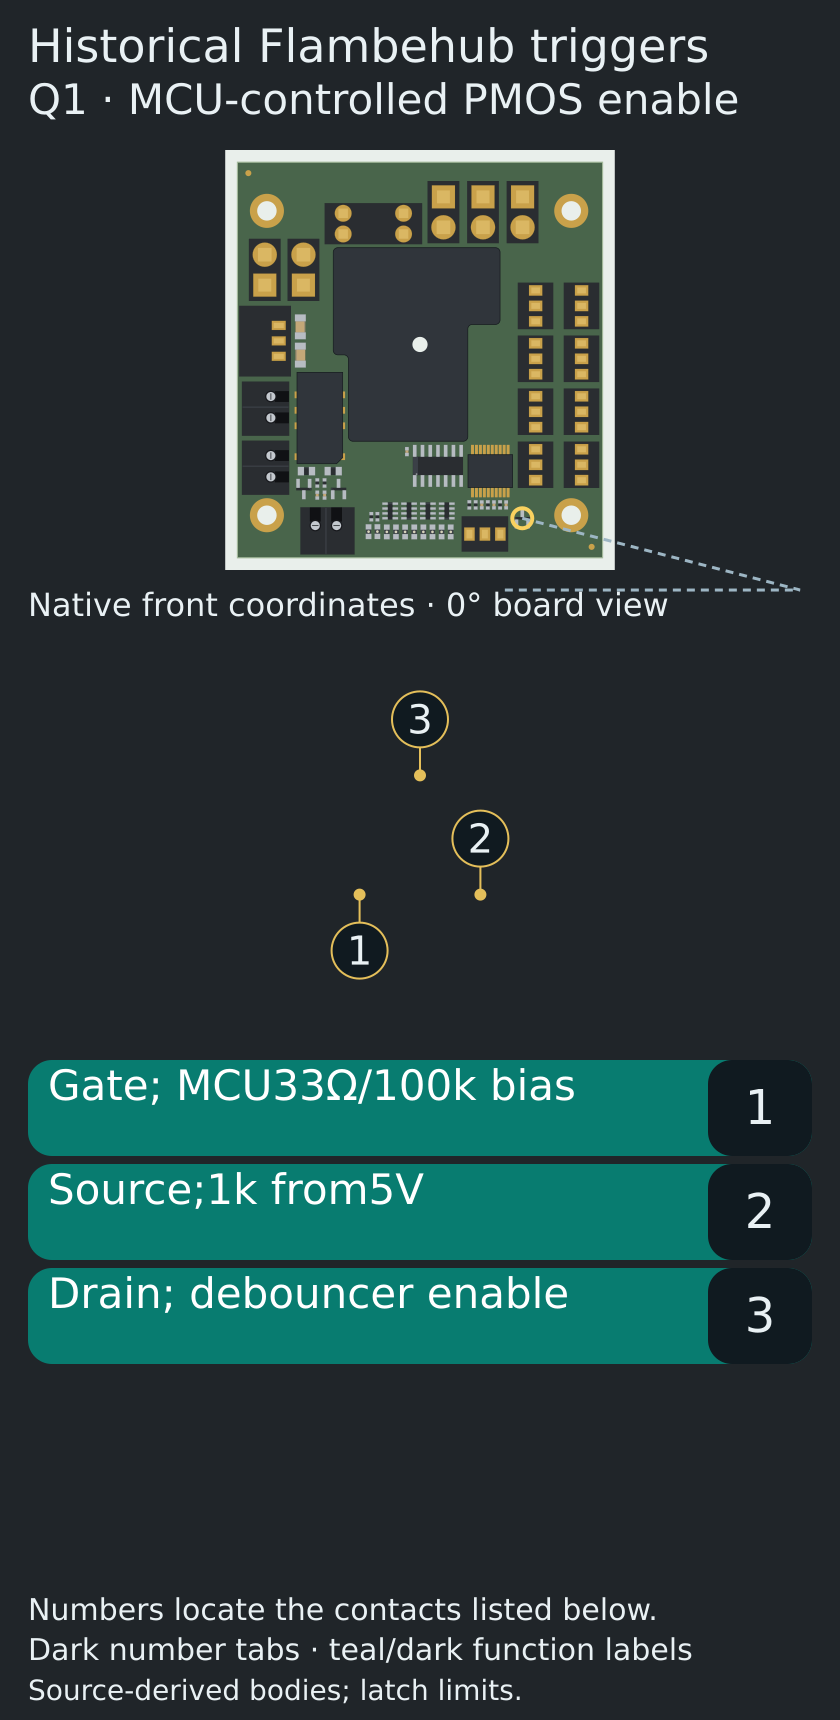 Historical Flambehub triggers
Q1 · MCU-controlled PMOS enable
Native front coordinates · 0° board view
3
2
1
Gate; MCU33Ω/100k bias 1
Source;1k from5V 2
Drain; debouncer enable 3
Numbers locate the contacts listed below.
Dark number tabs · teal/dark function labels
Source-derived bodies; latch limits.